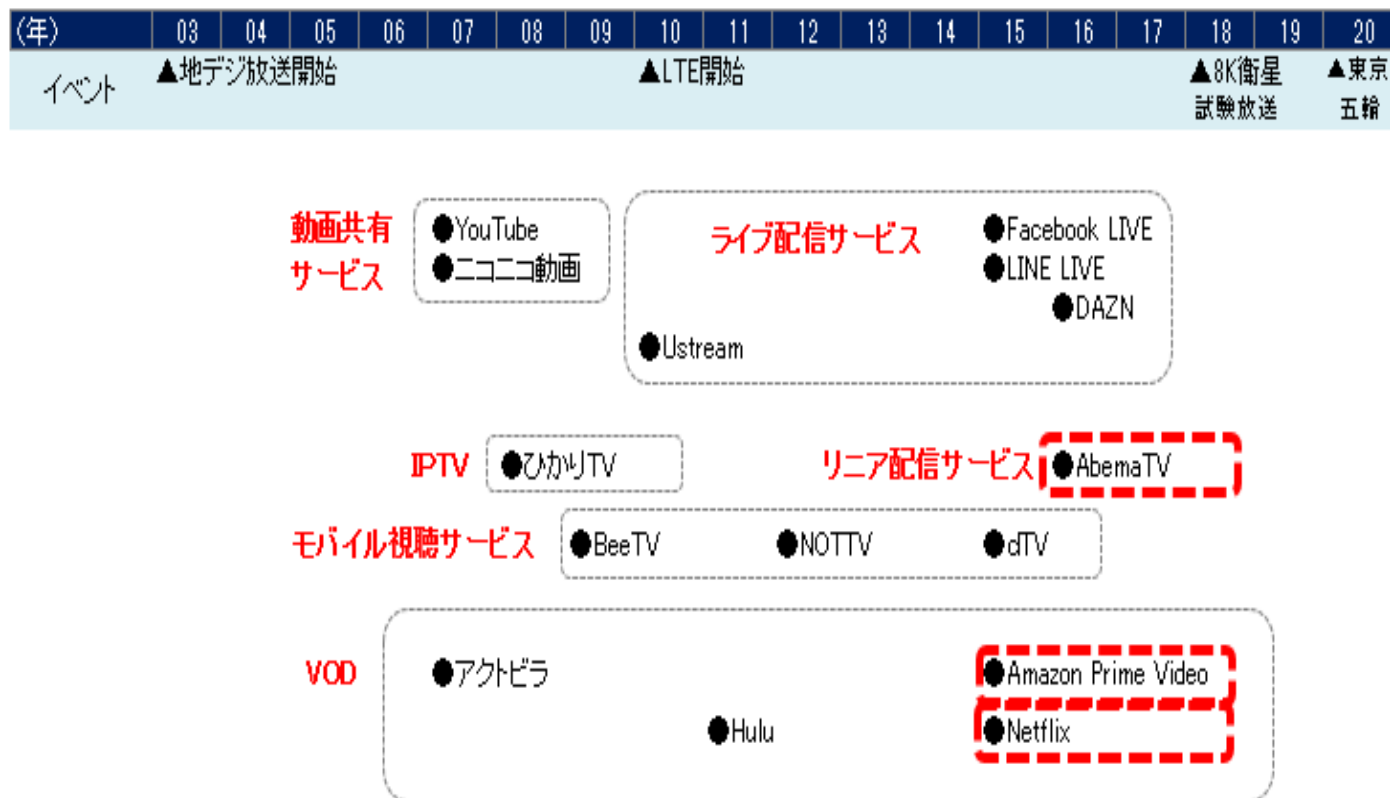 (年) 03 04 05 06 07 08 09 10 11 12 13 14 15 16 17 18 19 20
イベント
▲地デジ放送開始
▲LTE開始
▲8K衛星
試験放送
▲東京
五輪
動画共有
サービス
●YouTube
●ニコニコ動画
ライブ配信サービス
●Facebook LIVE
●LINE LIVE
●DAZN
●Ustream
IPTV
●ひかりTV
リニア配信サービス
●AbemaTV
モバイル視聴サービス
●BeeTV
●NOTTV
●dTV
VOD
●アクトビラ
●Amazon Prime Video
●Hulu
●Netflix